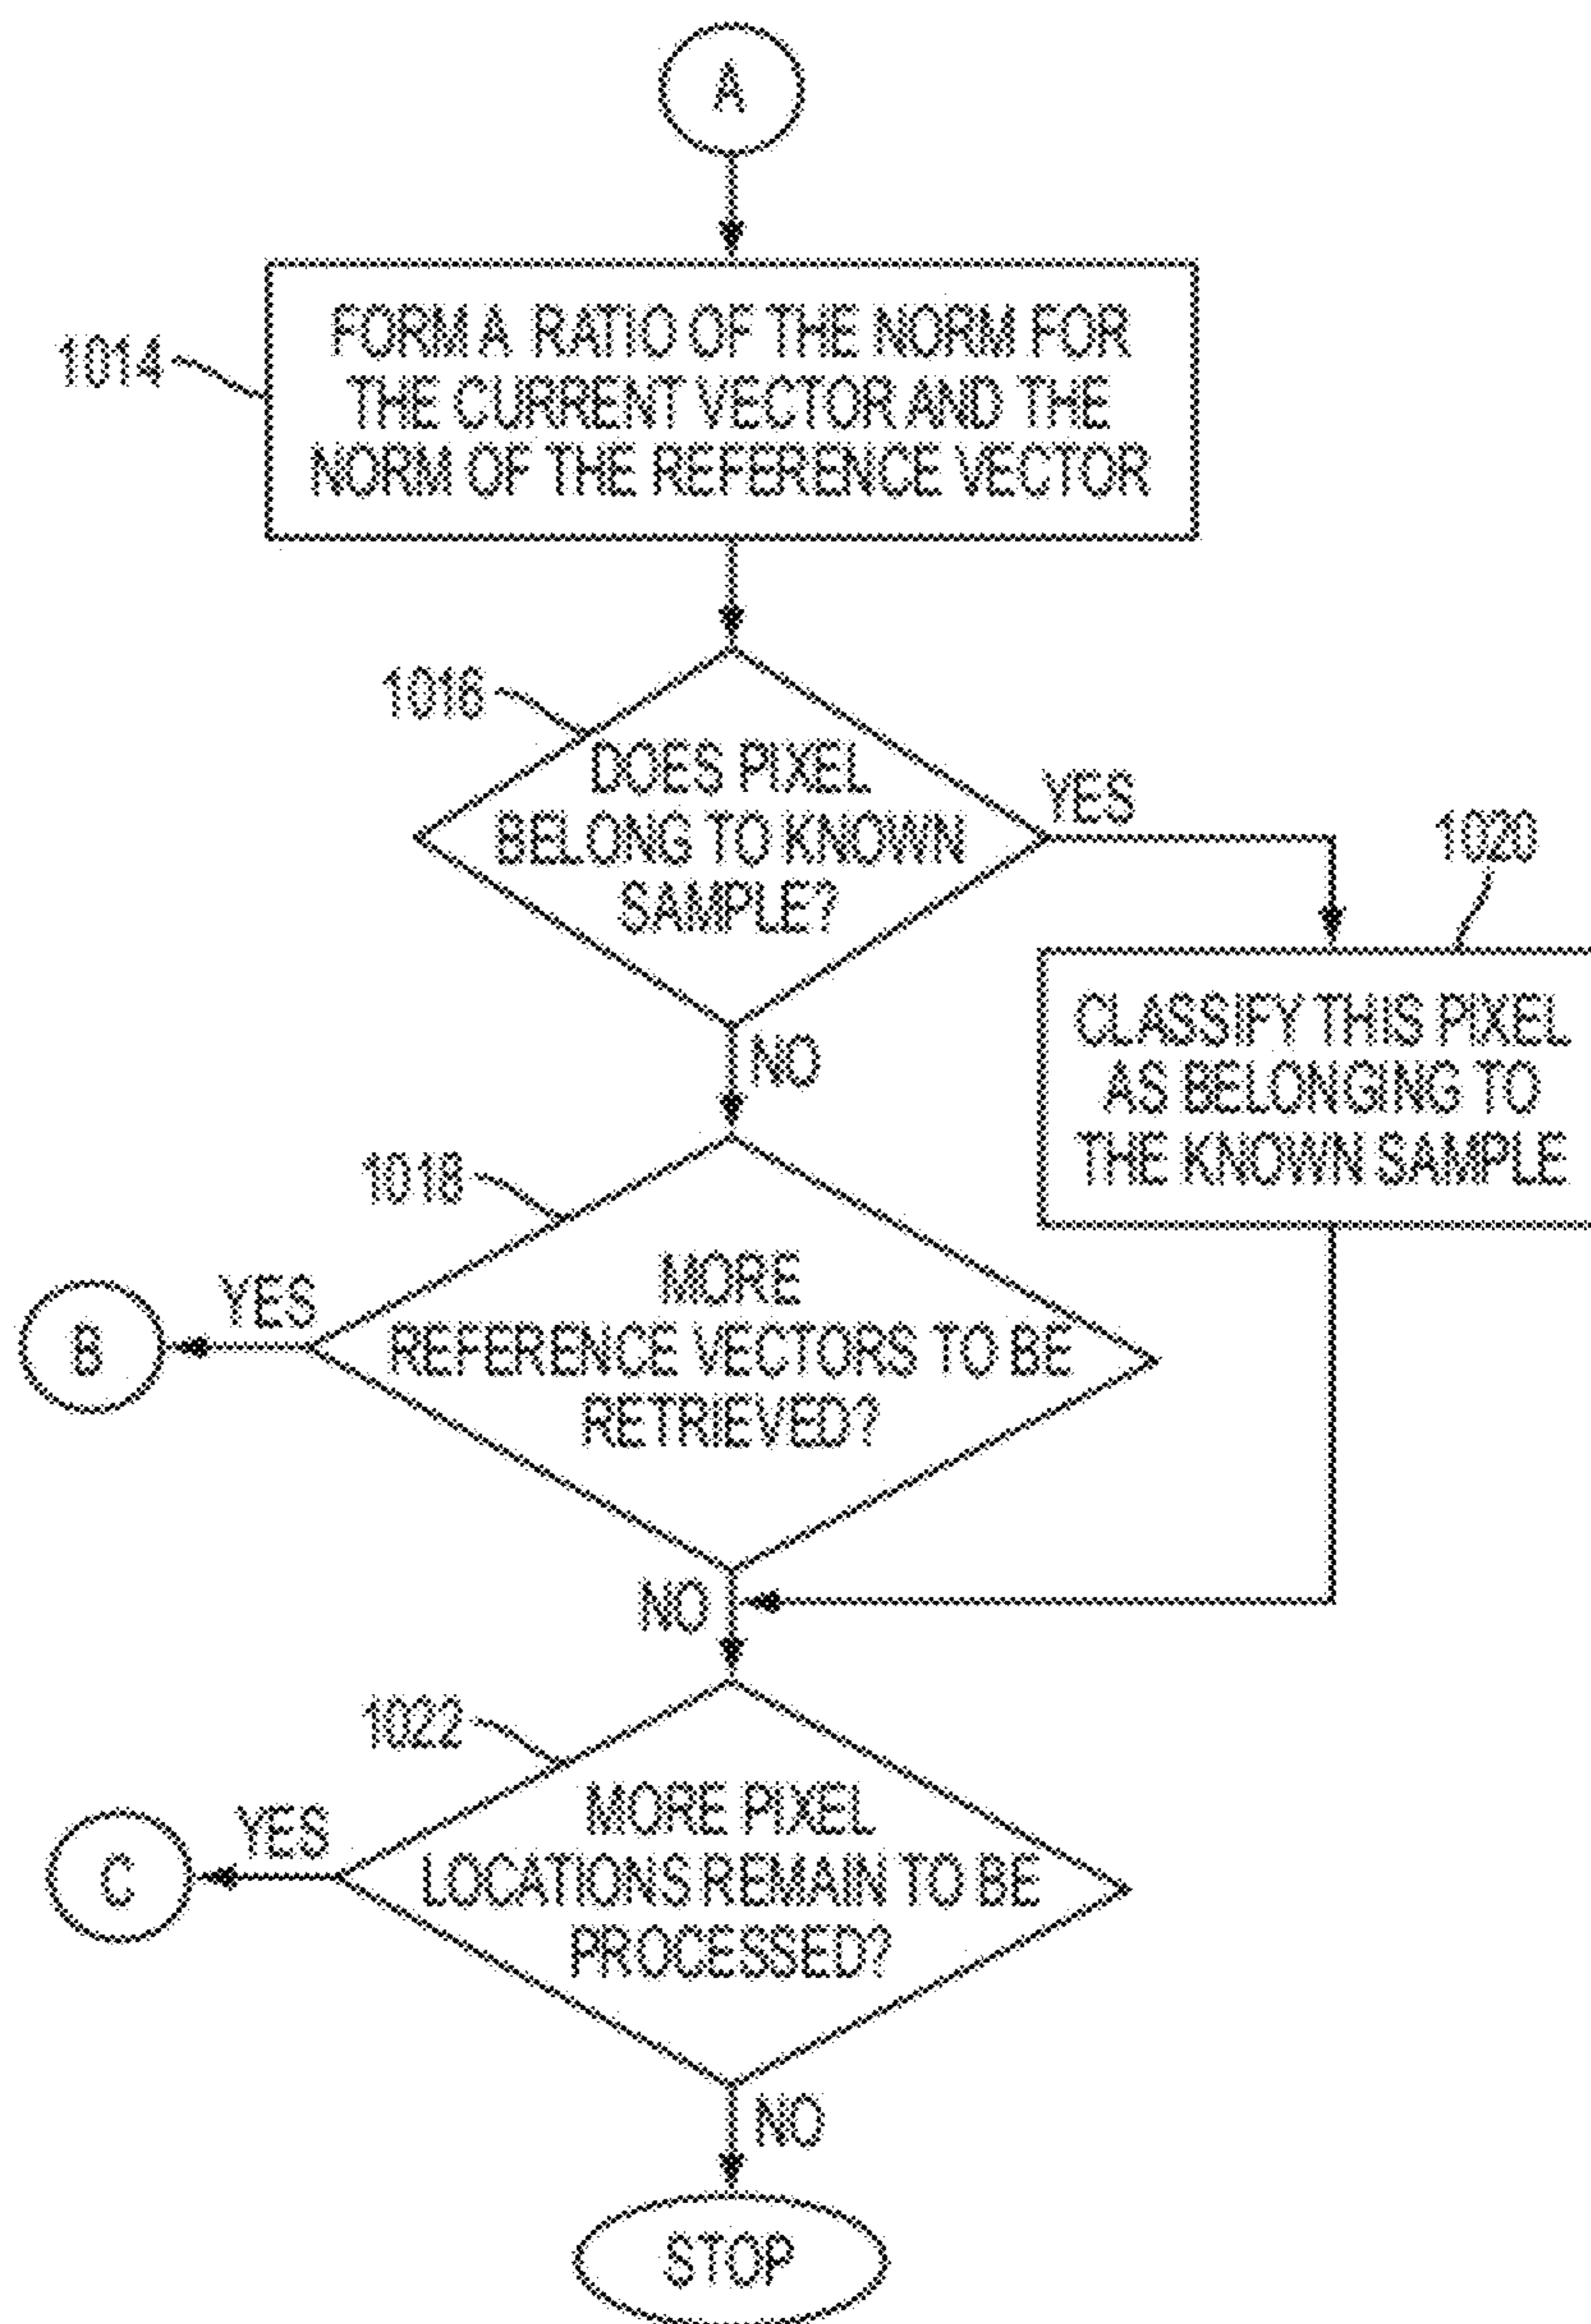 A
1014
FORM A RATIO OF THE NORM FOR
THE CURRENT VECTOR AND THE
NORM OF THE REFERENCE VECTOR
1016
DOES PIXEL
BELONG TO KNOWN
SAMPLE?
YES
1020
CLASSIFY THIS PIXEL
AS BELONGING TO
THE KNOWN SAMPLE
NO
1018
MORE
REFERENCE VECTORS TO BE
RETRIEVED?
YES
B
NO
1022
MORE PIXEL
LOCATIONS REMAIN TO BE
PROCESSED?
YES
C
NO
STOP